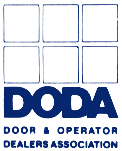 DODA
DOOR & OPERATOR
DEALERS ASSOCIATION